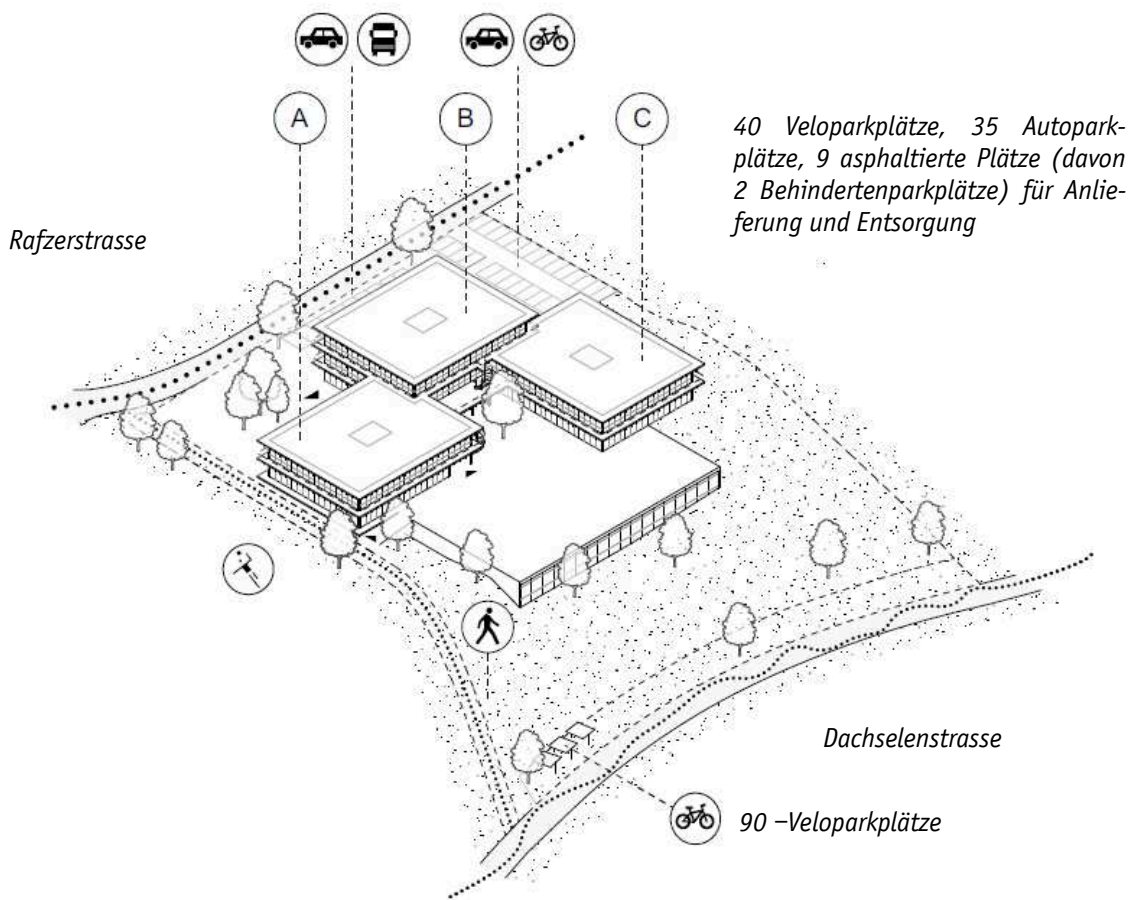 A
B
C
40 Veloparkplätze, 35 Autopark-
plätze, 9 asphaltierte Plätze (davon
2 Behindertenparkplätze) für Anlie-
ferung und Entsorgung
Rafzerstrasse
Dachselenstrasse
90 –Veloparkplätze